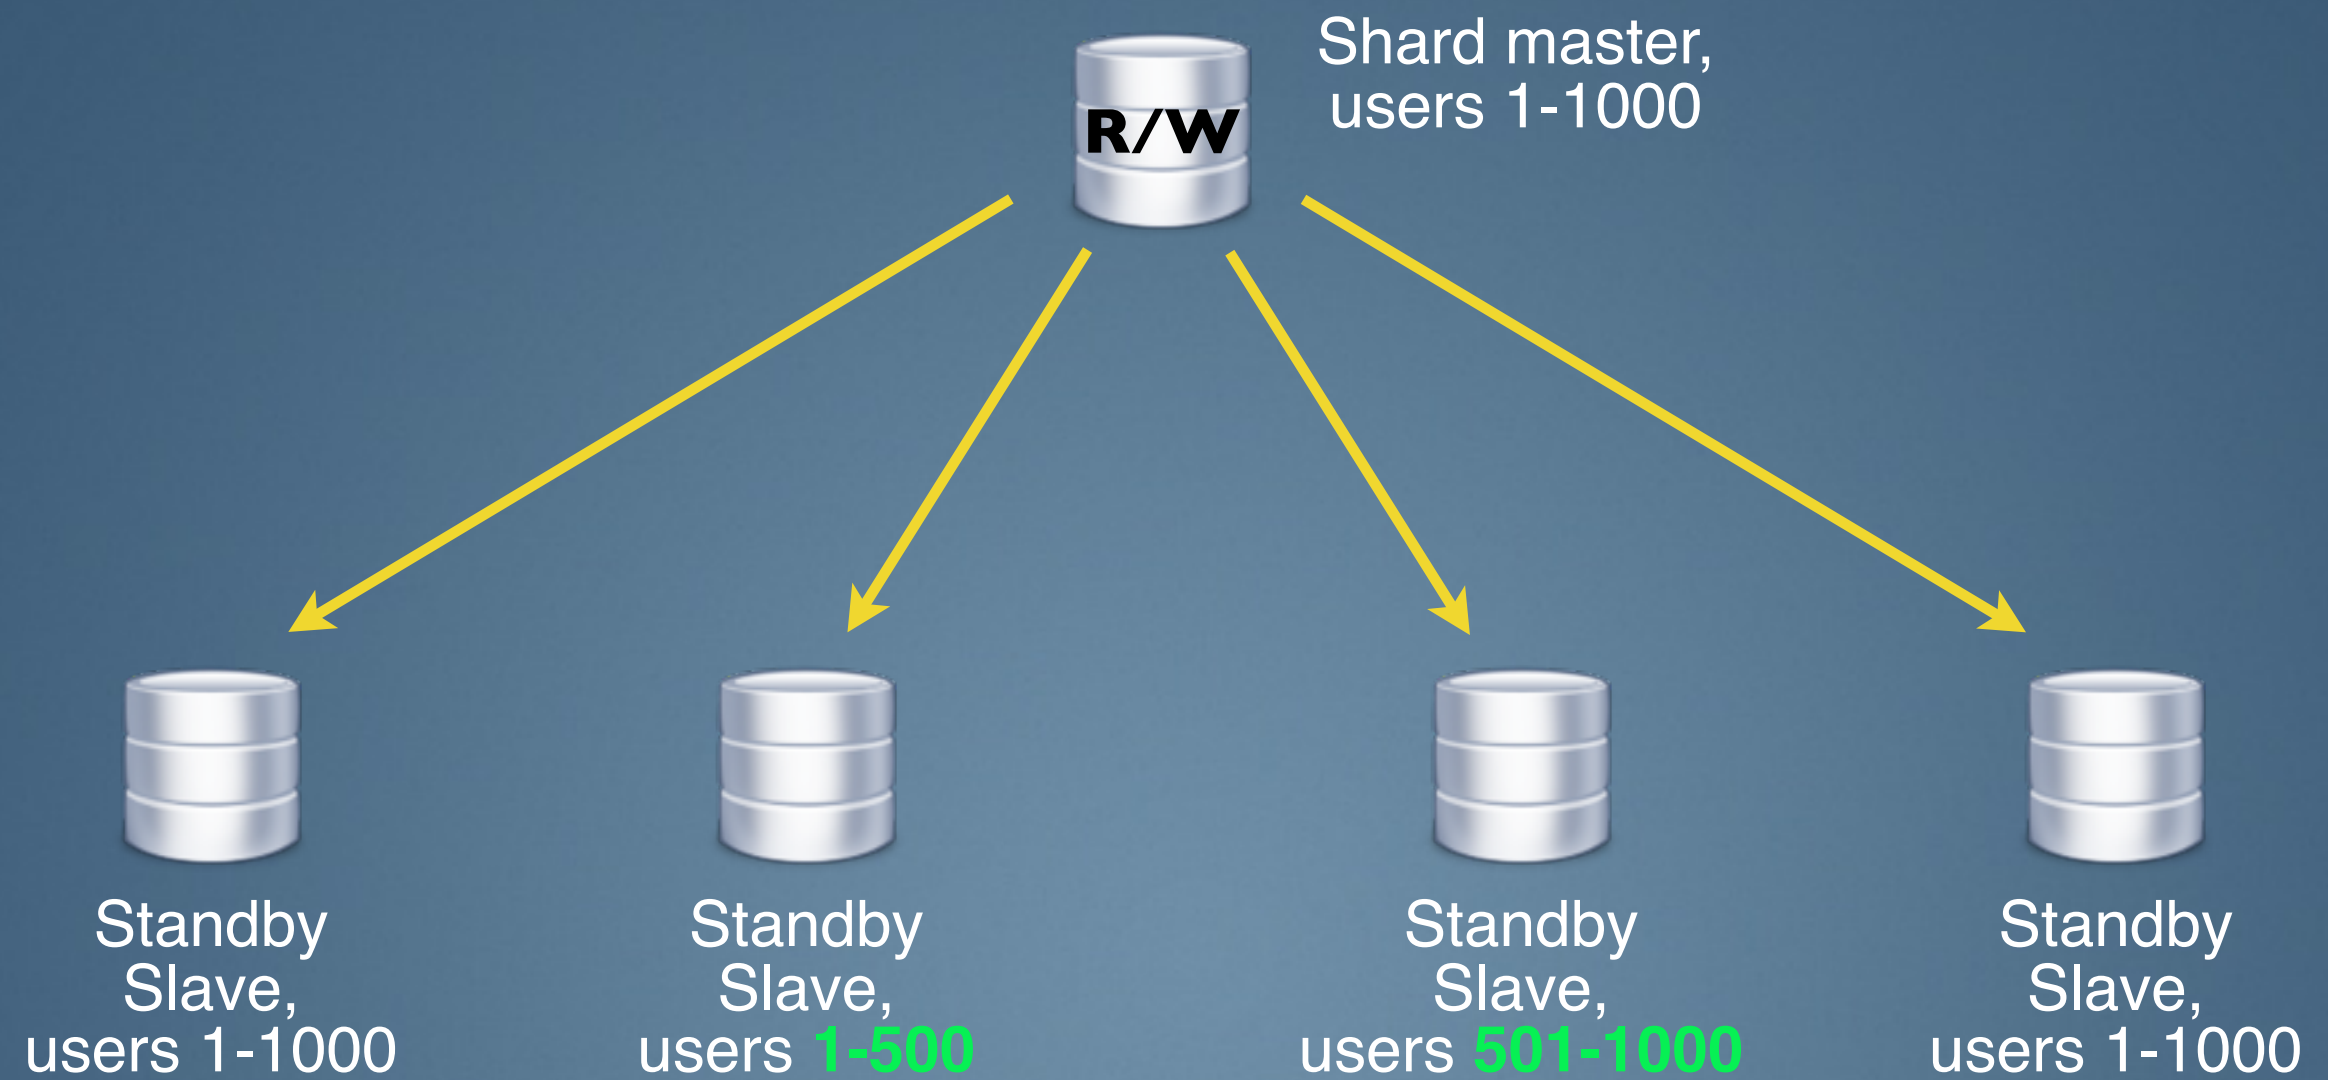 Shard master,
users 1-1000
R/W
Standby
Slave,
users 1-1000
Standby
Slave,
users 1-500
Standby
Slave,
users 501-1000
Standby
Slave,
users 1-1000